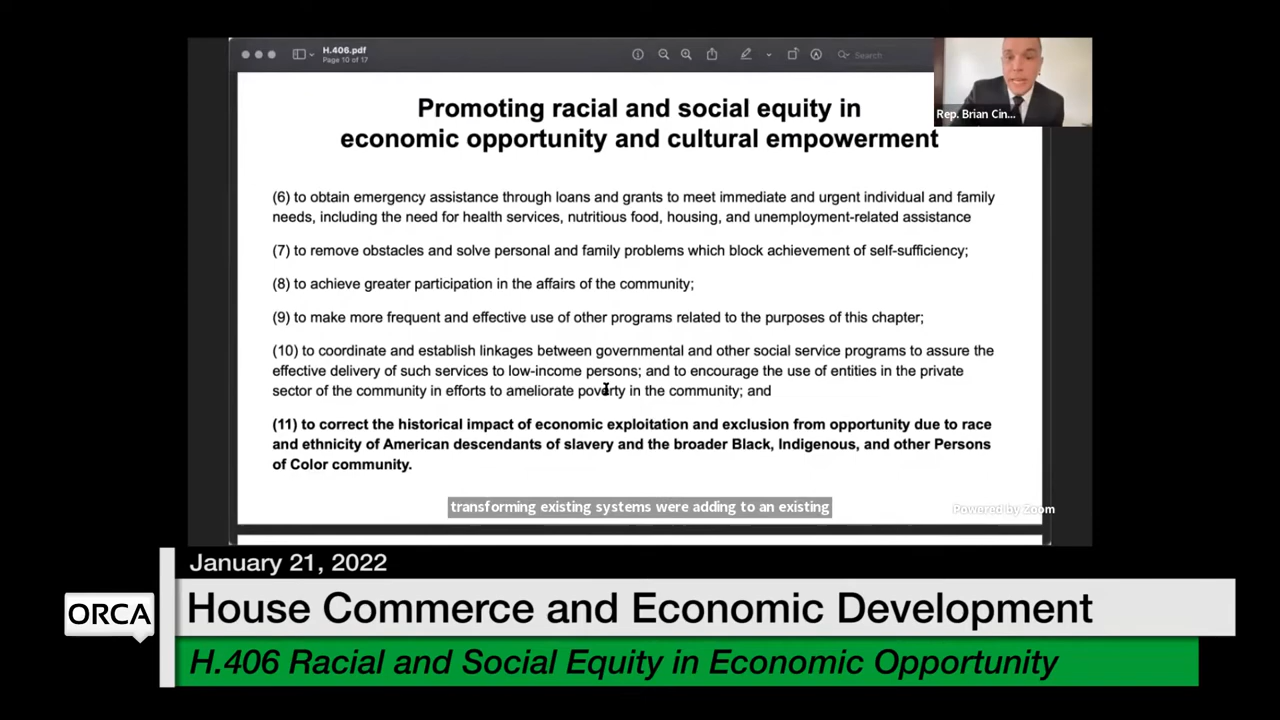 H.406.pdf
Page 10 of 17
Search
Rep. Brian Cin...
Promoting racial and social equity in
economic opportunity and cultural empowerment
(6) to obtain emergency assistance through loans and grants to meet immediate and urgent individual and family
needs, including the need for health services, nutritious food, housing, and unemployment-related assistance
(7) to remove obstacles and solve personal and family problems which block achievement of self-sufficiency;
(8) to achieve greater participation in the affairs of the community;
(9) to make more frequent and effective use of other programs related to the purposes of this chapter;
(10) to coordinate and establish linkages between governmental and other social service programs to assure the
effective delivery of such services to low-income persons; and to encourage the use of entities in the private
sector of the community in efforts to ameliorate poverty in the community; and
(11) to correct the historical impact of economic exploitation and exclusion from opportunity due to race
and ethnicity of American descendants of slavery and the broader Black, Indigenous, and other Persons
of Color community.
transforming existing systems were adding to an existing
Powered by Zoom
January 21, 2022
ORCA
House Commerce and Economic Development
H.406 Racial and Social Equity in Economic Opportunity